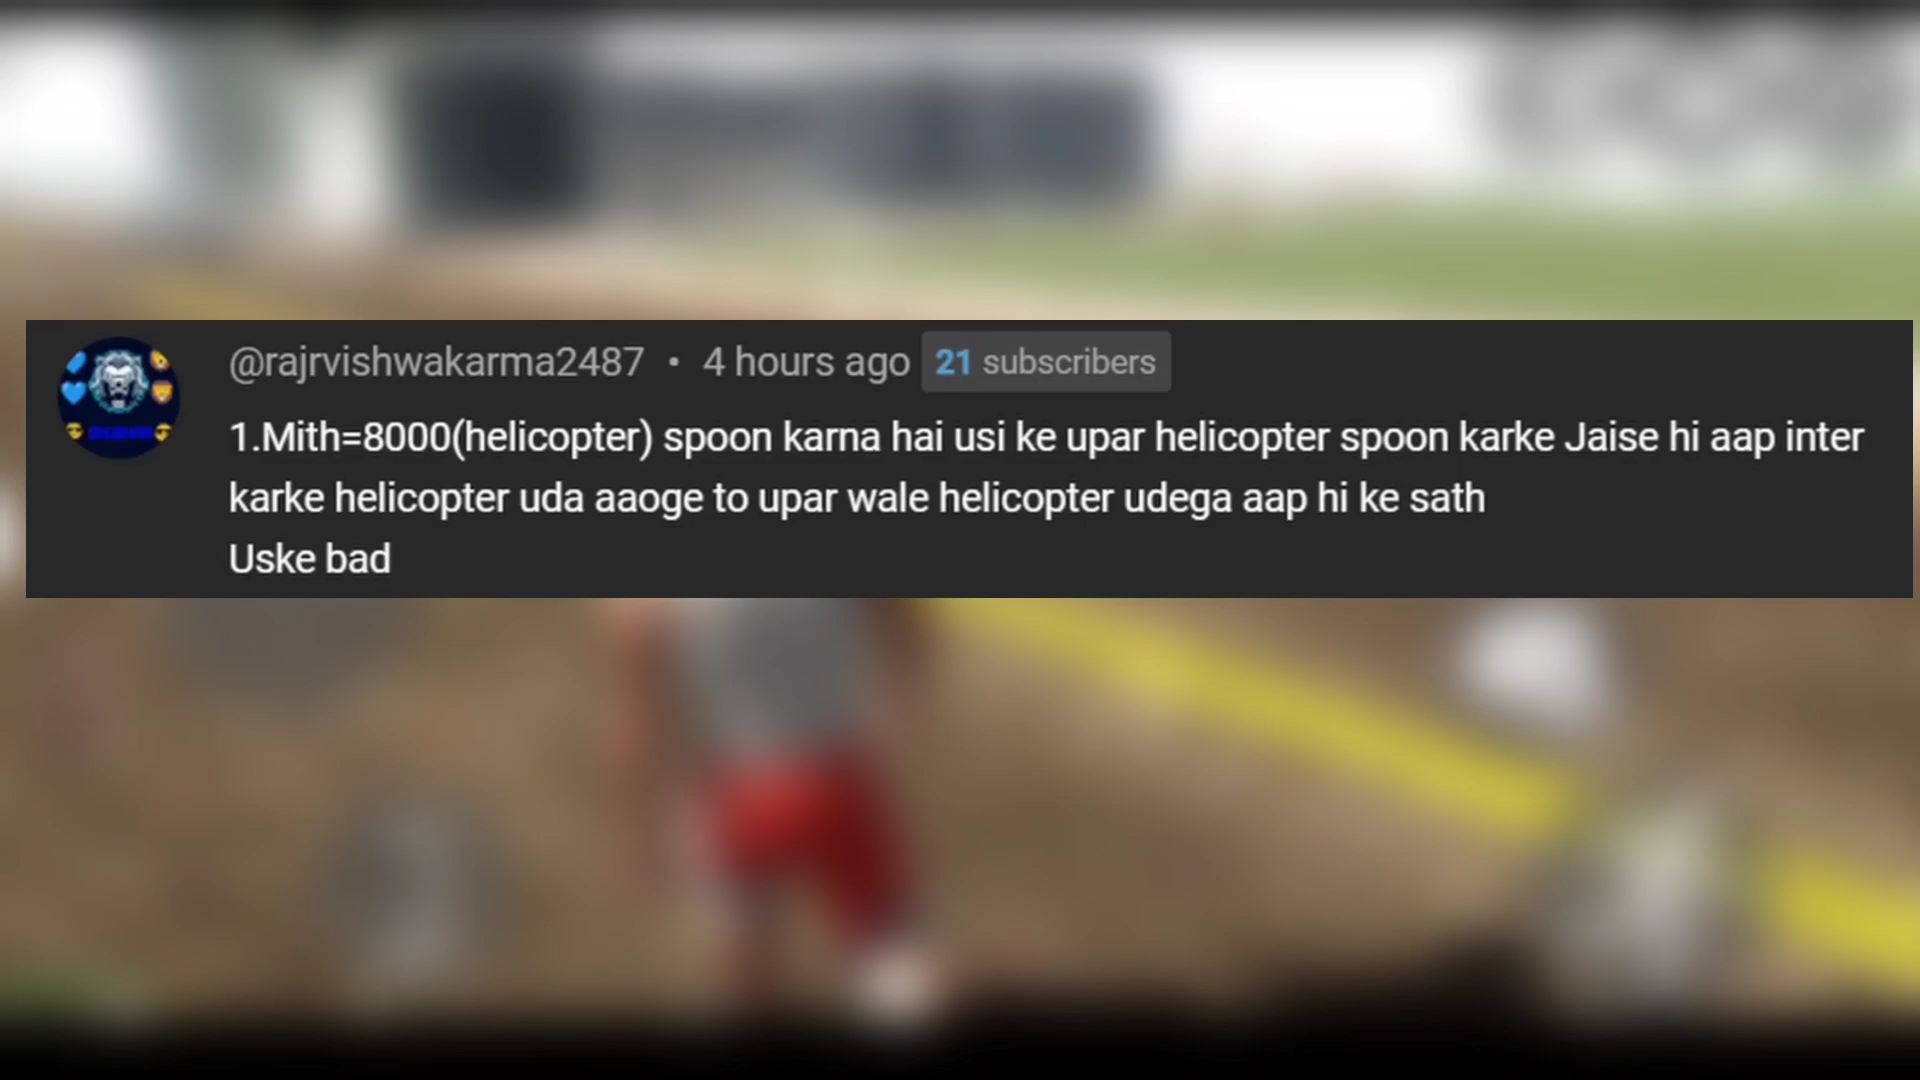 @rajrvishwakarma2487 • 4 hours ago 21 subscribers
1.Mith=8000(helicopter) spoon karna hai usi ke upar helicopter spoon karke Jaise hi aap inter
karke helicopter uda aaoge to upar wale helicopter udega aap hi ke sath
Uske bad